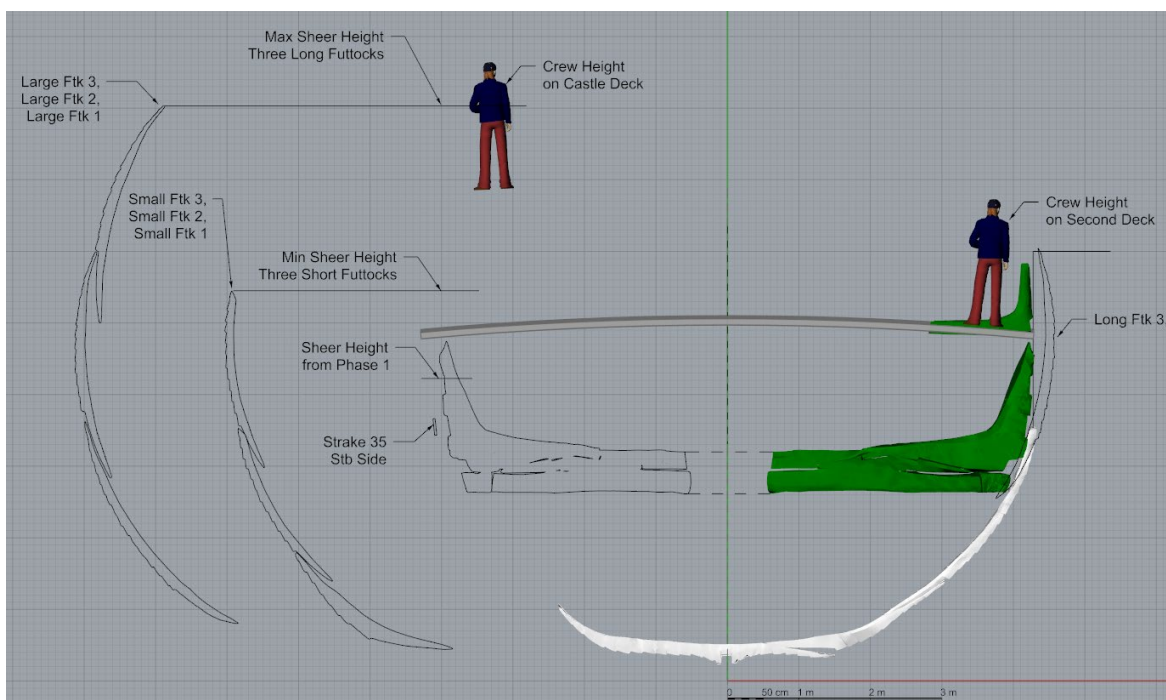 Max Sheer Height
Three Long Futtocks
Crew Height
on Castle Deck
Large Ftk 3,
Large Ftk 2,
Large Ftk 1
Small Ftk 3,
Small Ftk 2,
Small Ftk 1
Crew Height
on Second Deck
Min Sheer Height
Three Short Futtocks
Long Ftk 3
Sheer Height
from Phase 1
Strake 35
Stb Side
0 50 cm 1 m 2 m 3 m